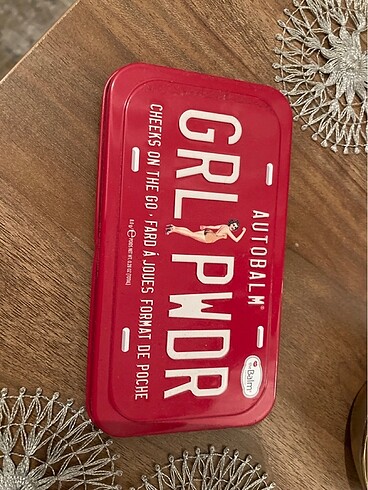 AUTOBALM®
GRL PWDR
CHEEKS ON THE GO • FARD À JOUES FORMAT DE POCHE
theBalm